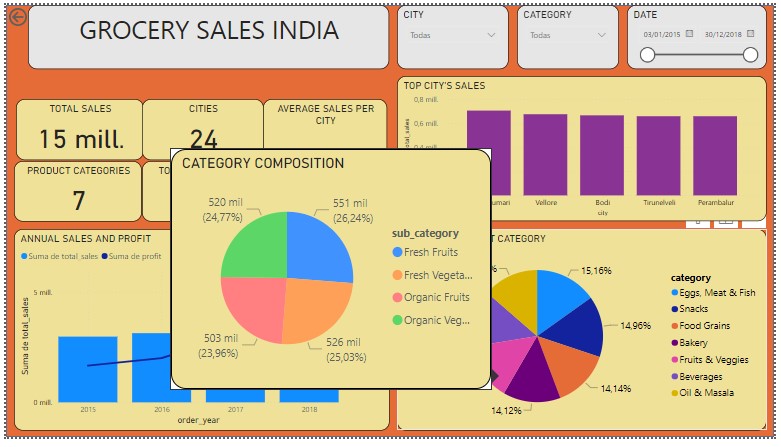 GROCERY SALES INDIA
CITY
Todas
CATEGORY
Todas
DATE
03/01/2015
30/12/2018
TOTAL SALES
15 mill.
CITIES
24
AVERAGE SALES PER
CITY
PRODUCT CATEGORIES
7
TO
TOP CITY'S SALES
0,8 mill.
0,6 mill.
0,4 mill.
total_sales
umari
Vellore
Bodi
Tirunelveli
Perambalur
city
CATEGORY COMPOSITION
520 mil
(24,77%)
551 mil
(26,24%)
503 mil
(23,96%)
526 mil
(25,03%)
sub_category
Fresh Fruits
Fresh Vegeta...
Organic Fruits
Organic Veg...
ANNUAL SALES AND PROFIT
Suma de total_sales
Suma de profit
Suma de total_sales
5 mill.
0 mill.
2015
2016
2017
2018
order_year
T CATEGORY
%
15,16%
14,96%
14,14%
14,12%
category
Eggs, Meat & Fish
Snacks
Food Grains
Bakery
Fruits & Veggies
Beverages
Oil & Masala